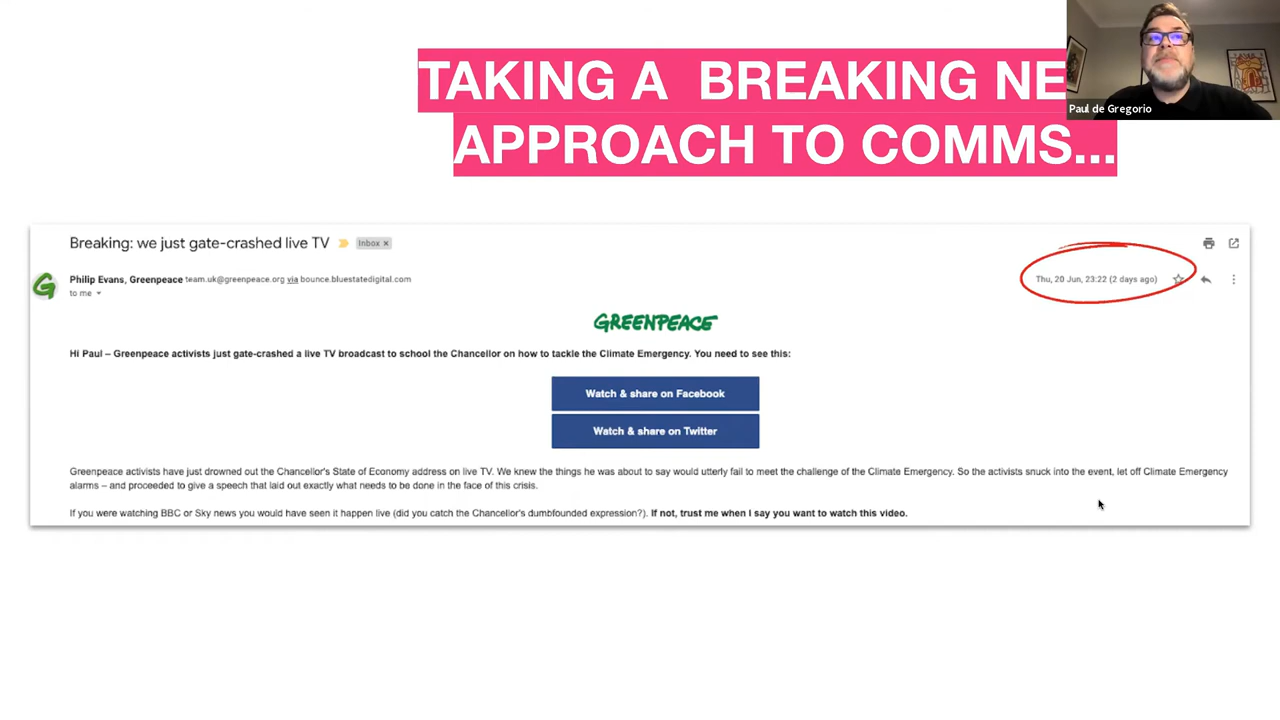 TAKING A BREAKING NE
APPROACH TO COMMS...
Paul de Gregorio
Breaking: we just gate-crashed live TV
Inbox x
Philip Evans, Greenpeace team.uk@greenpeace.org via bounce.bluestatedigital.com
Thu, 20 Jun, 23:22 (2 days ago)
to me
GREENPEACE
Hi Paul – Greenpeace activists just gate-crashed a live TV broadcast to school the Chancellor on how to tackle the Climate Emergency. You need to see this:
Watch & share on Facebook
Watch & share on Twitter
Greenpeace activists have just drowned out the Chancellor's State of Economy address on live TV. We knew the things he was about to say would utterly fail to meet the challenge of the Climate Emergency. So the activists snuck into the event, let off Climate Emergency
alarms – and proceeded to give a speech that laid out exactly what needs to be done in the face of this crisis.
If you were watching BBC or Sky news you would have seen it happen live (did you catch the Chancellor's dumbfounded expression?). If not, trust me when I say you want to watch this video.